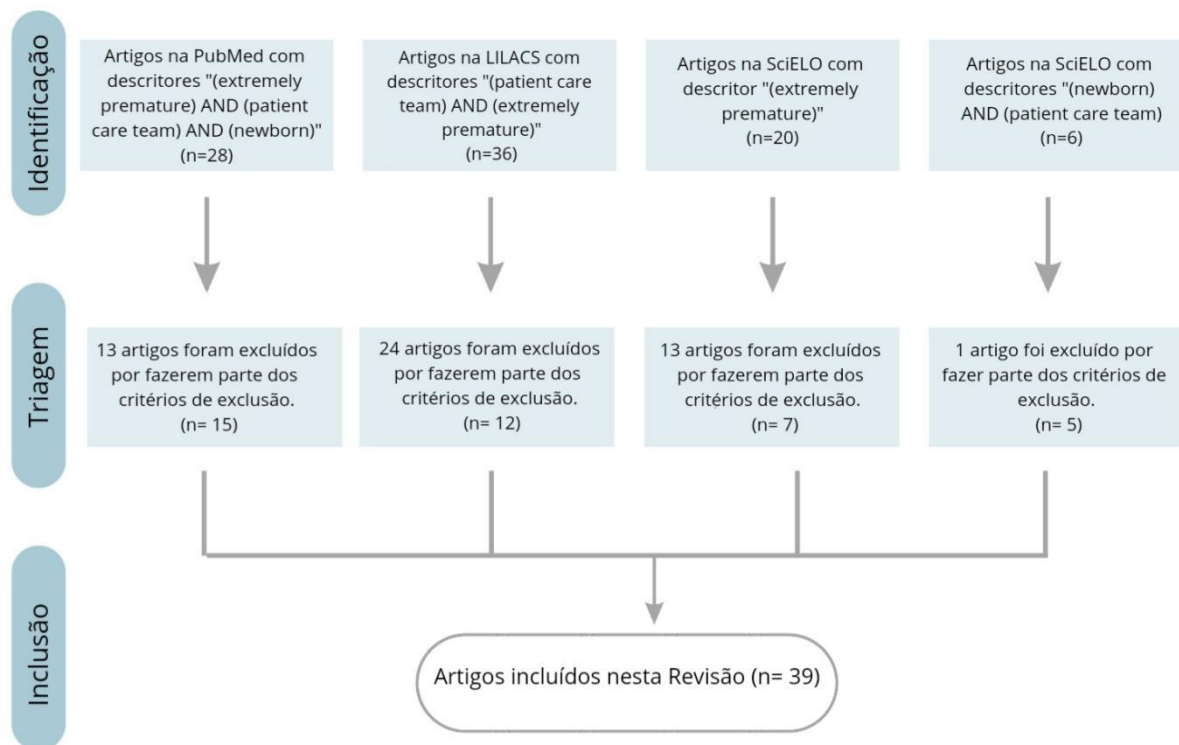 Identificação
Artigos na PubMed com
descritores "(extremely
premature) AND (patient
care team) AND (newborn)"
(n=28)
Artigos na LILACS com
descritores "(patient care
team) AND (extremely
premature)"
(n=36)
Artigos na SciELO com
descritor "(extremely
premature)"
(n=20)
Artigos na SciELO com
descritores "(newborn)
AND (patient care team)
(n=6)
Triagem
13 artigos foram excluídos
por fazerem parte dos
critérios de exclusão.
(n= 15)
24 artigos foram excluídos
por fazerem parte dos
critérios de exclusão.
(n= 12)
13 artigos foram excluídos
por fazerem parte dos
critérios de exclusão.
(n= 7)
1 artigo foi excluído por
fazer parte dos critérios de
exclusão.
(n= 5)
Inclusão
Artigos incluídos nesta Revisão (n= 39)